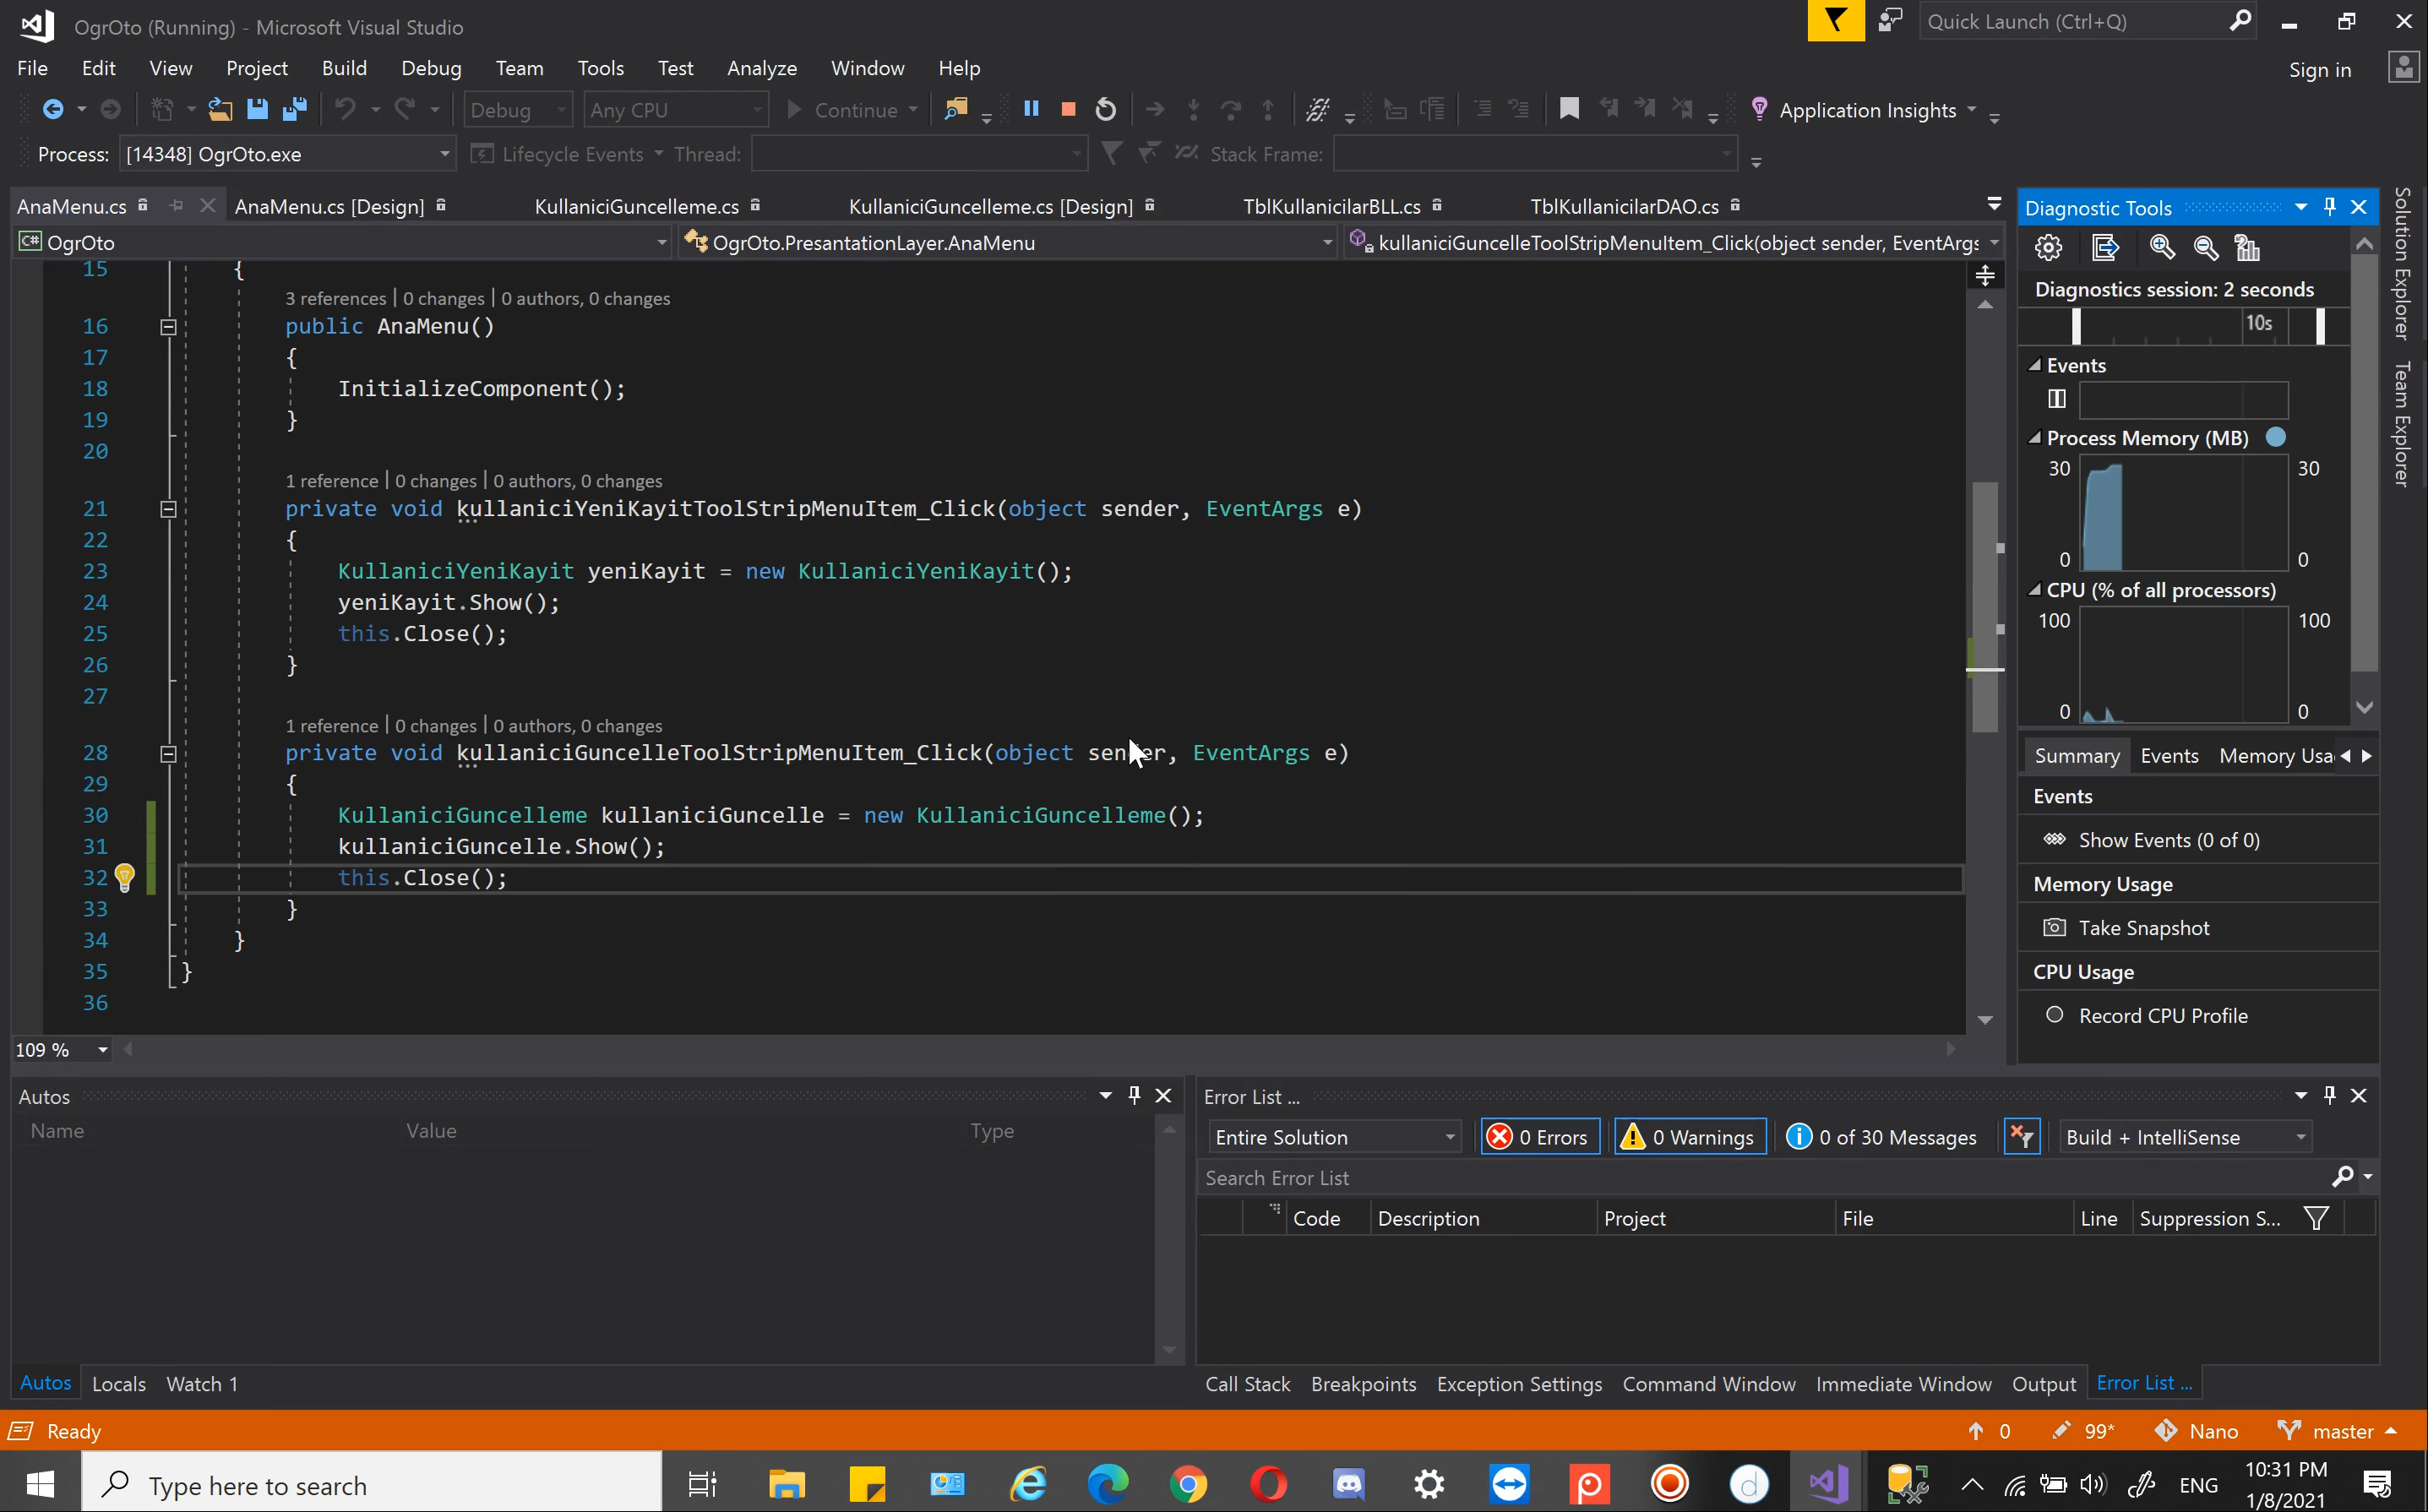 OgrOto (Running) - Microsoft Visual Studio
Quick Launch (Ctrl+Q)
File Edit View Project Build Debug Team Tools Test Analyze Window Help
Sign in
Debug Any CPU Continue Application Insights
Process: [14348] OgrOto.exe Lifecycle Events Thread: Stack Frame:
AnaMenu.cs AnaMenu.cs [Design] KullaniciGuncelleme.cs KullaniciGuncelleme.cs [Design] TblKullanicilarBLL.cs TblKullanicilarDAO.cs
C# OgrOto OgrOto.PresantationLayer.AnaMenu kullaniciGuncelleToolStripMenuItem_Click(object sender, EventArgs
15 {
3 references | 0 changes | 0 authors, 0 changes
16 public AnaMenu()
17 {
18 InitializeComponent();
19 }
20
1 reference | 0 changes | 0 authors, 0 changes
21 private void kullaniciYeniKayitToolStripMenuItem_Click(object sender, EventArgs e)
22 {
23 KullaniciYeniKayit yeniKayit = new KullaniciYeniKayit();
24 yeniKayit.Show();
25 this.Close();
26 }
27
1 reference | 0 changes | 0 authors, 0 changes
28 private void kullaniciGuncelleToolStripMenuItem_Click(object sender, EventArgs e)
29 {
30 KullaniciGuncelleme kullaniciGuncelle = new KullaniciGuncelleme();
31 kullaniciGuncelle.Show();
32 this.Close();
33 }
34 }
35 }
36
109 %
Diagnostic Tools
Diagnostics session: 2 seconds
10s
Events
Process Memory (MB)
30 30
0 0
CPU (% of all processors)
100 100
0 0
Summary Events Memory Usa
Events
Show Events (0 of 0)
Memory Usage
Take Snapshot
CPU Usage
Record CPU Profile
Solution Explorer
Team Explorer
Autos
Name Value Type
Autos Locals Watch 1
Error List ...
Entire Solution 0 Errors 0 Warnings 0 of 30 Messages Build + IntelliSense
Search Error List
Code Description Project File Line Suppression S...
Call Stack Breakpoints Exception Settings Command Window Immediate Window Output Error List ...
Ready 0 99* Nano master
Type here to search
ENG
10:31 PM
1/8/2021